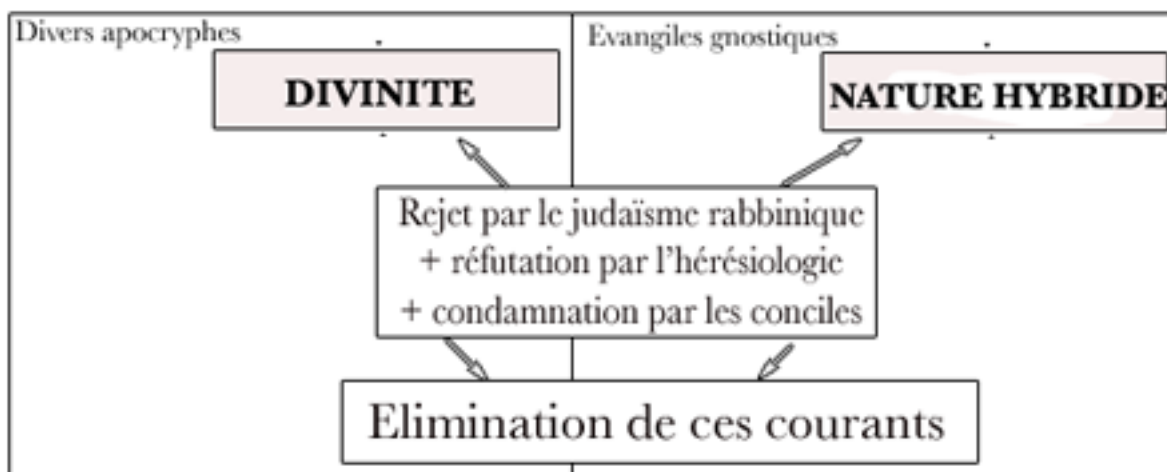 Divers apocryphes
Evangiles gnostiques
DIVINITE
NATURE HYBRIDE
Rejet par le judaïsme rabbinique
+ réfutation par l'hérésiologie
+ condamnation par les conciles
Elimination de ces courants